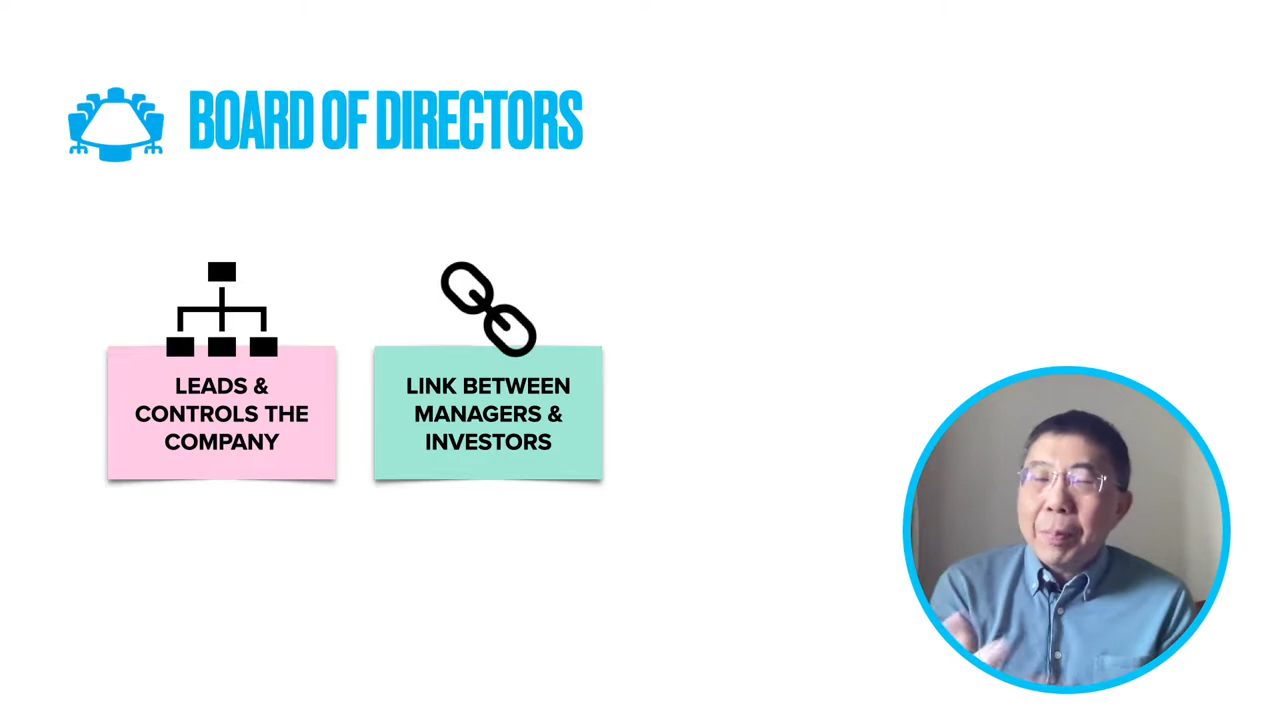 BOARD OF DIRECTORS
LEADS &
CONTROLS THE
COMPANY
LINK BETWEEN
MANAGERS &
INVESTORS